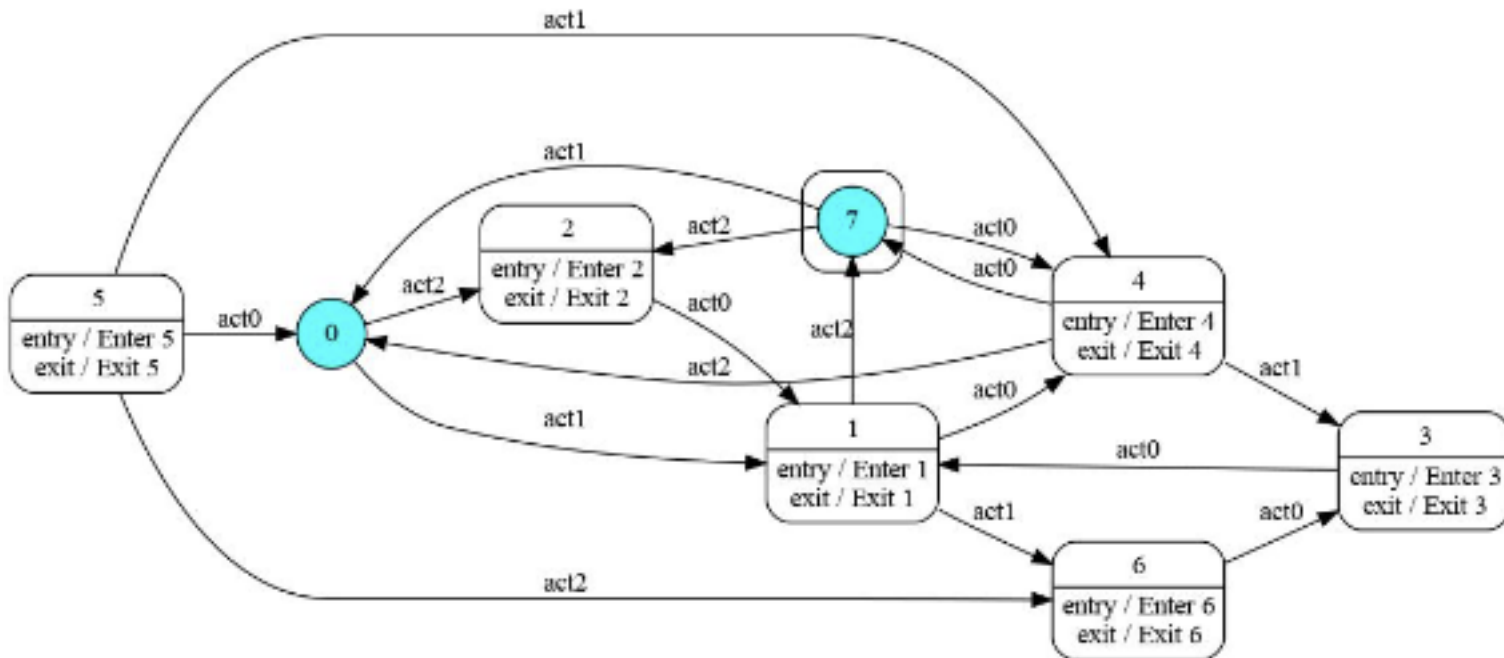 act1
act1
7
act2
act0
act0
2
entry / Enter 2
exit / Exit 2
act2
act0
5
entry / Enter 5
exit / Exit 5
act0
0
act2
act2
4
entry / Enter 4
exit / Exit 4
act1
act0
act1
1
entry / Enter 1
exit / Exit 1
act0
3
entry / Enter 3
exit / Exit 3
act1
act0
act2
6
entry / Enter 6
exit / Exit 6